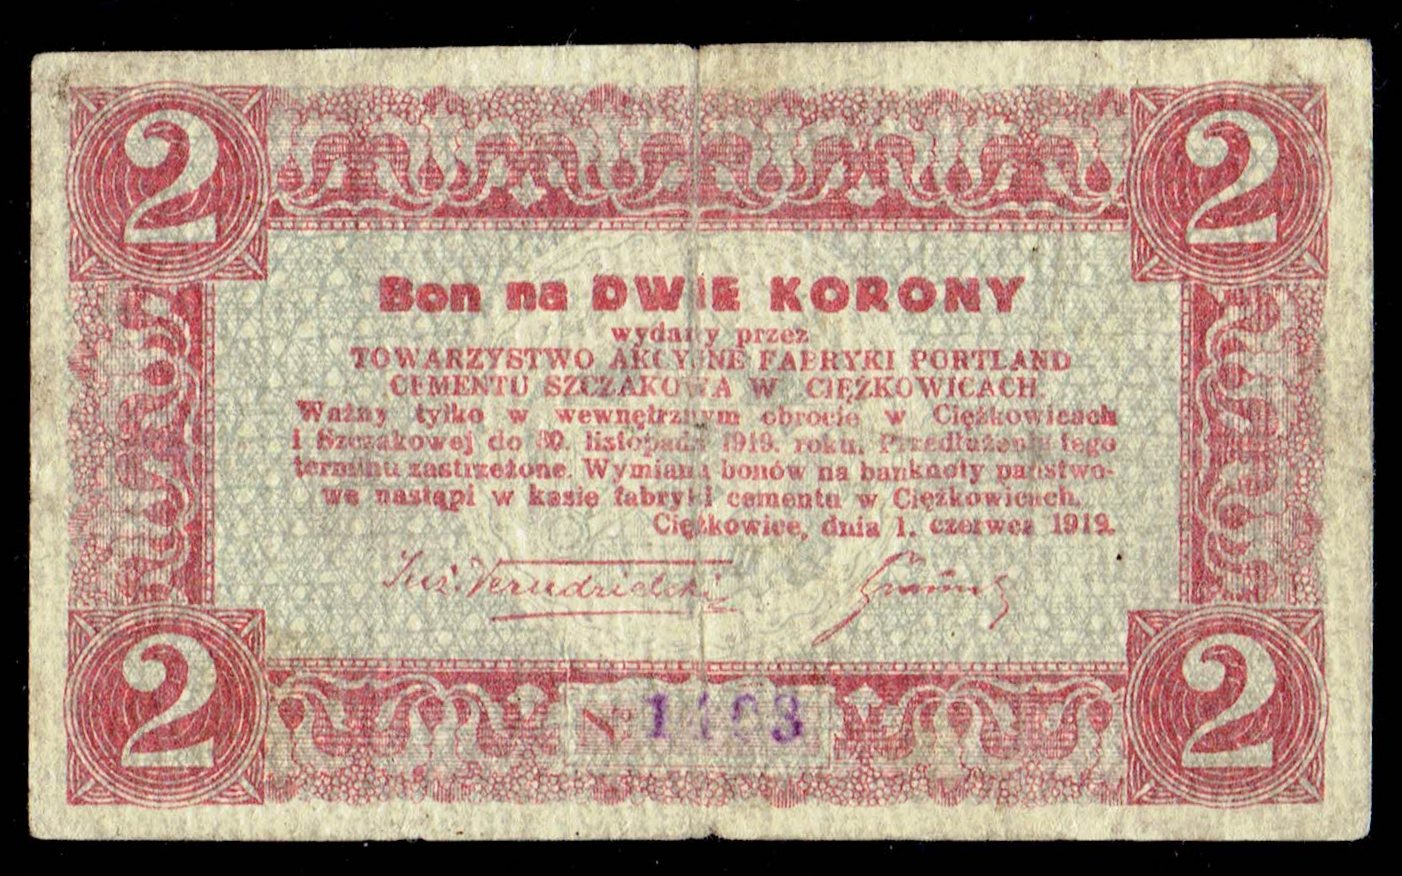 2 2
Bon na DWIE KORONY
wydany przez
TOWARZYSTWO AKCYJNE FABRYKI PORTLAND
CEMENTU SZCZAKOWA W CIĘŻKOWICACH
Ważny tylko w wewnętrznym obrocie w Ciężkowicach
i Szczakowej do 30. listopada 1919. roku. Przedłużenie tego
terminu zastrzeżone. Wymiana bonów na banknoty państwo-
we nastąpi w kasie fabryki cementu w Ciężkowicach.
Ciężkowice, dnia 1. czerwca 1919.
2 2
№